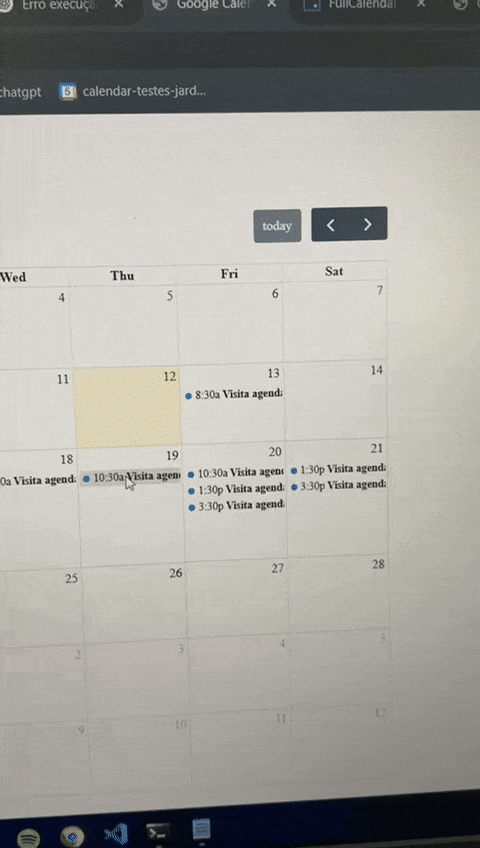 Erro execuça
Google Caler
FullCalendar
chatgpt
calendar-testes-jard...
today
Wed Thu Fri Sat
4 5 6 7
11 12 13 14
8:30a Visita agenda
18 19 20 21
0a Visita agend. 10:30a Visita agen 10:30a Visita agen 1:30p Visita agend
1:30p Visita agend 3:30p Visita agend
3:30p Visita agend
25 26 27 28
2 3 4 5
9 10 11 12